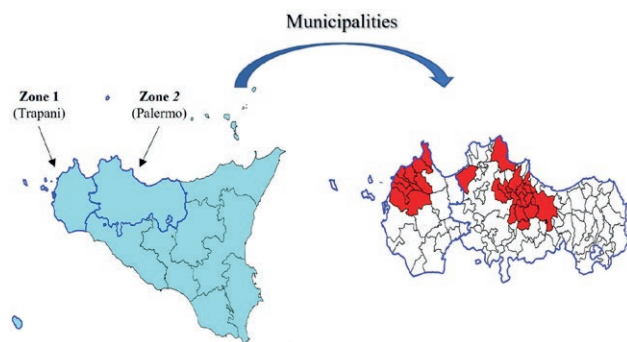 Municipalities
Zone 1
(Trapani)
Zone 2
(Palermo)